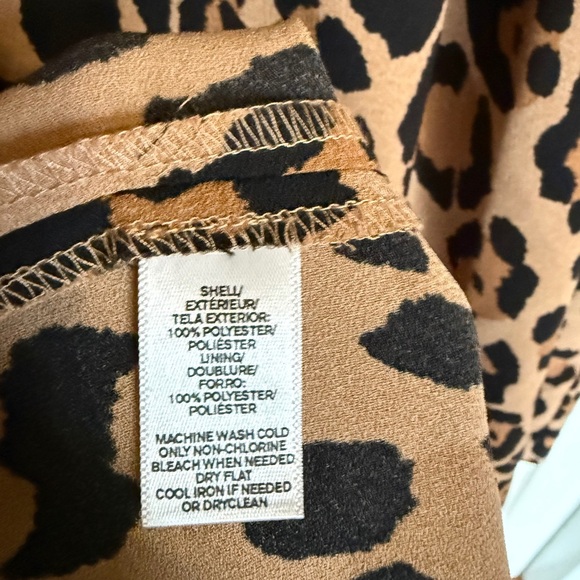 SHELL/
EXTÉRIEUR/
TELA EXTERIOR:
100% POLYESTER/
POLIÉSTER
LINING/
DOUBLURE/
FORRO:
100% POLYESTER/
POLIÉSTER
MACHINE WASH COLD
ONLY NON-CHLORINE
BLEACH WHEN NEEDED
DRY FLAT
COOL IRON IF NEEDED
OR DRYCLEAN